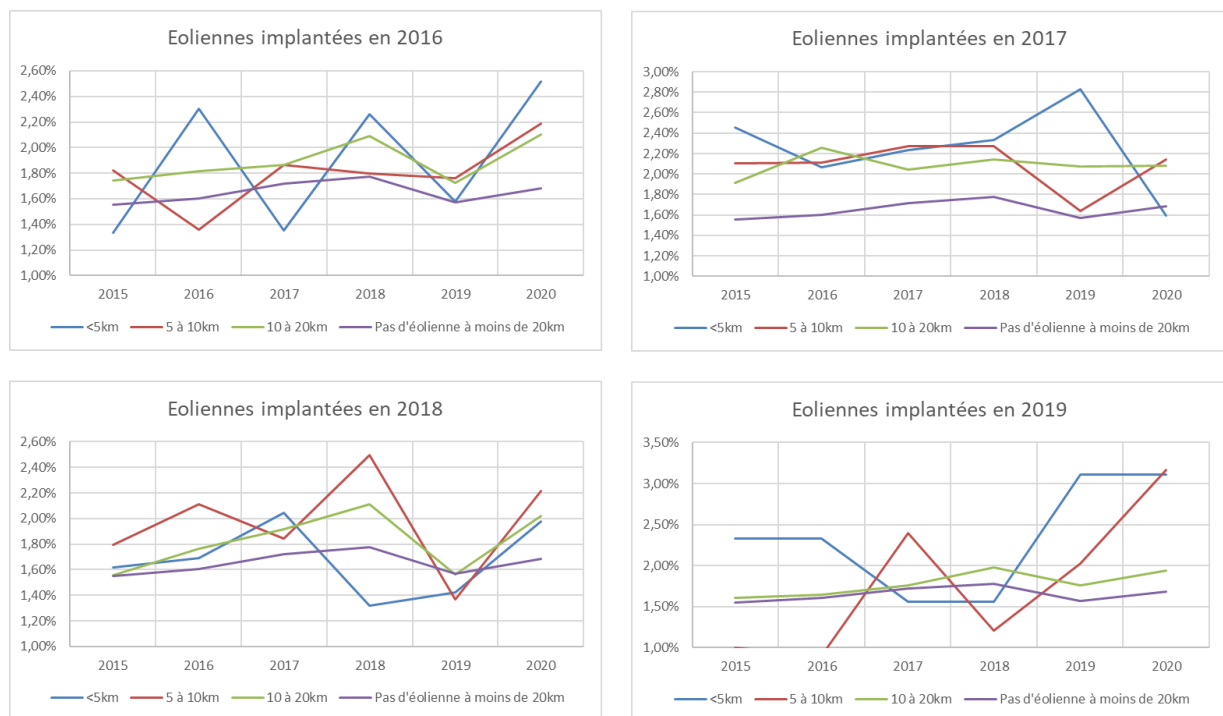 Eoliennes implantées en 2016
2,60%
2,40%
2,20%
2,00%
1,80%
1,60%
1,40%
1,20%
1,00%
2015 2016 2017 2018 2019 2020
<5km 5 à 10km 10 à 20km Pas d'éolienne à moins de 20km
Eoliennes implantées en 2017
3,00%
2,80%
2,60%
2,40%
2,20%
2,00%
1,80%
1,60%
1,40%
1,20%
1,00%
2015 2016 2017 2018 2019 2020
<5km 5 à 10km 10 à 20km Pas d'éolienne à moins de 20km
Eoliennes implantées en 2018
2,60%
2,40%
2,20%
2,00%
1,80%
1,60%
1,40%
1,20%
1,00%
2015 2016 2017 2018 2019 2020
<5km 5 à 10km 10 à 20km Pas d'éolienne à moins de 20km
Eoliennes implantées en 2019
3,50%
3,00%
2,50%
2,00%
1,50%
1,00%
2015 2016 2017 2018 2019 2020
<5km 5 à 10km 10 à 20km Pas d'éolienne à moins de 20km